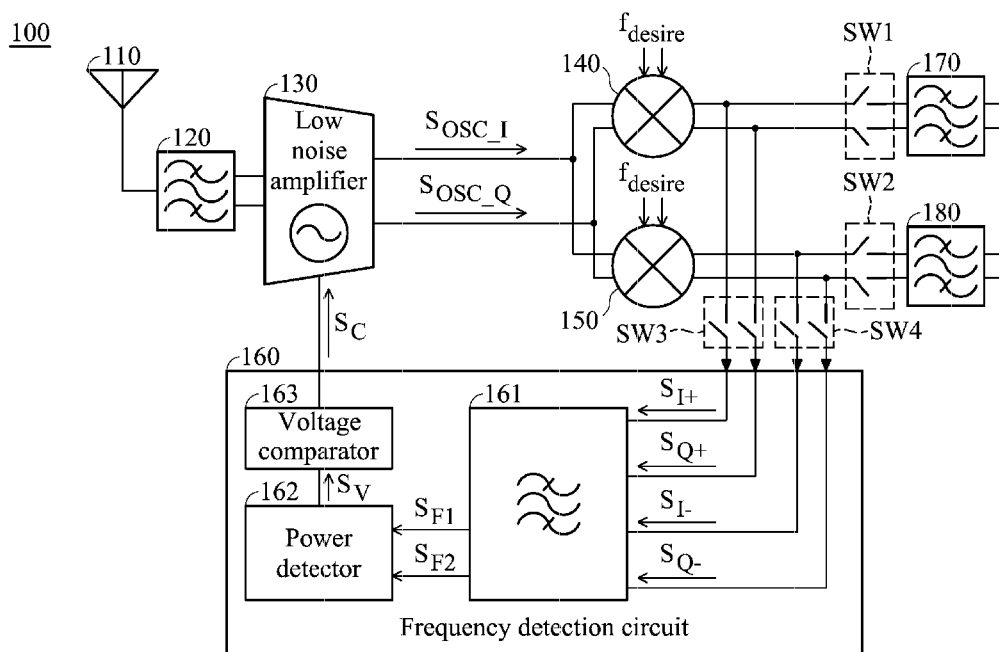 100
110
120
130
Low
noise
amplifier
S_OSC_I
S_OSC_Q
f_desire
140
f_desire
150
SW1
170
SW2
180
SW3
SW4
S_C
160
163
Voltage
comparator
S_V
162
Power
detector
S_F1
S_F2
161
S_I+
S_Q+
S_I-
S_Q-
Frequency detection circuit